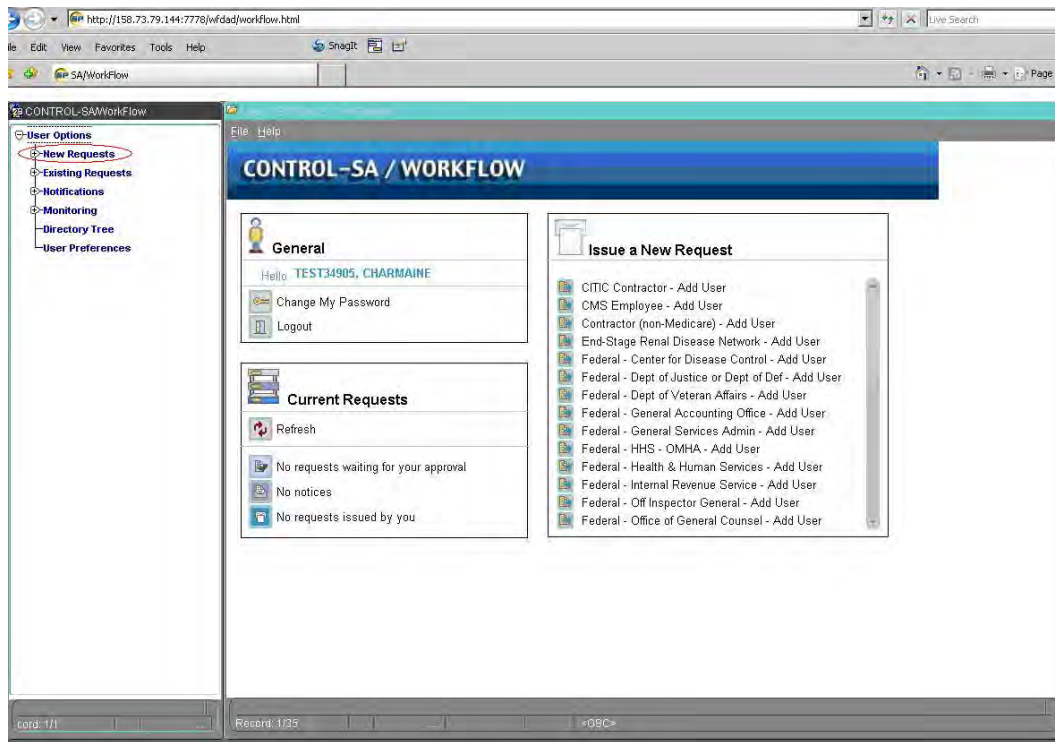 http://158.73.79.144:7778/wfdad/workflow.html
Live Search
ile Edit View Favorites Tools Help
SnagIt
SA/WorkFlow
Page
CONTROL-SA/WorkFlow
User Options
New Requests
Existing Requests
Notifications
Monitoring
Directory Tree
User Preferences
File Help
CONTROL-SA / WORKFLOW
General
Hello TEST34905, CHARMAINE
Change My Password
Logout
Current Requests
Refresh
No requests waiting for your approval
No notices
No requests issued by you
Issue a New Request
CITIC Contractor - Add User
CMS Employee - Add User
Contractor (non-Medicare) - Add User
End-Stage Renal Disease Network - Add User
Federal - Center for Disease Control - Add User
Federal - Dept of Justice or Dept of Def - Add User
Federal - Dept of Veteran Affairs - Add User
Federal - General Accounting Office - Add User
Federal - General Services Admin - Add User
Federal - HHS - OMHA - Add User
Federal - Health & Human Services - Add User
Federal - Internal Revenue Service - Add User
Federal - Off Inspector General - Add User
Federal - Office of General Counsel - Add User
cord: 1/1
...
Record: 1/35
...
<OSC>